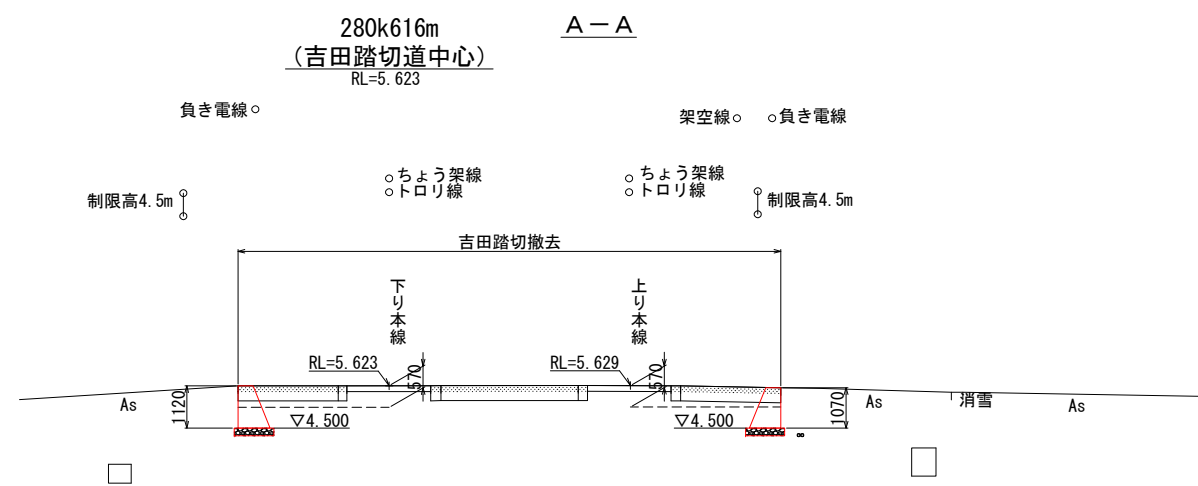 280k616m
(吉田踏切道中心)
RL=5.623
A－A
負き電線
架空線
負き電線
ちょう架線
トロリ線
ちょう架線
トロリ線
制限高4.5m
制限高4.5m
吉田踏切撤去
下り本線
上り本線
RL=5.623
570
RL=5.629
570
As
1120
▽4.500
▽4.500
1070
As
消雪
As